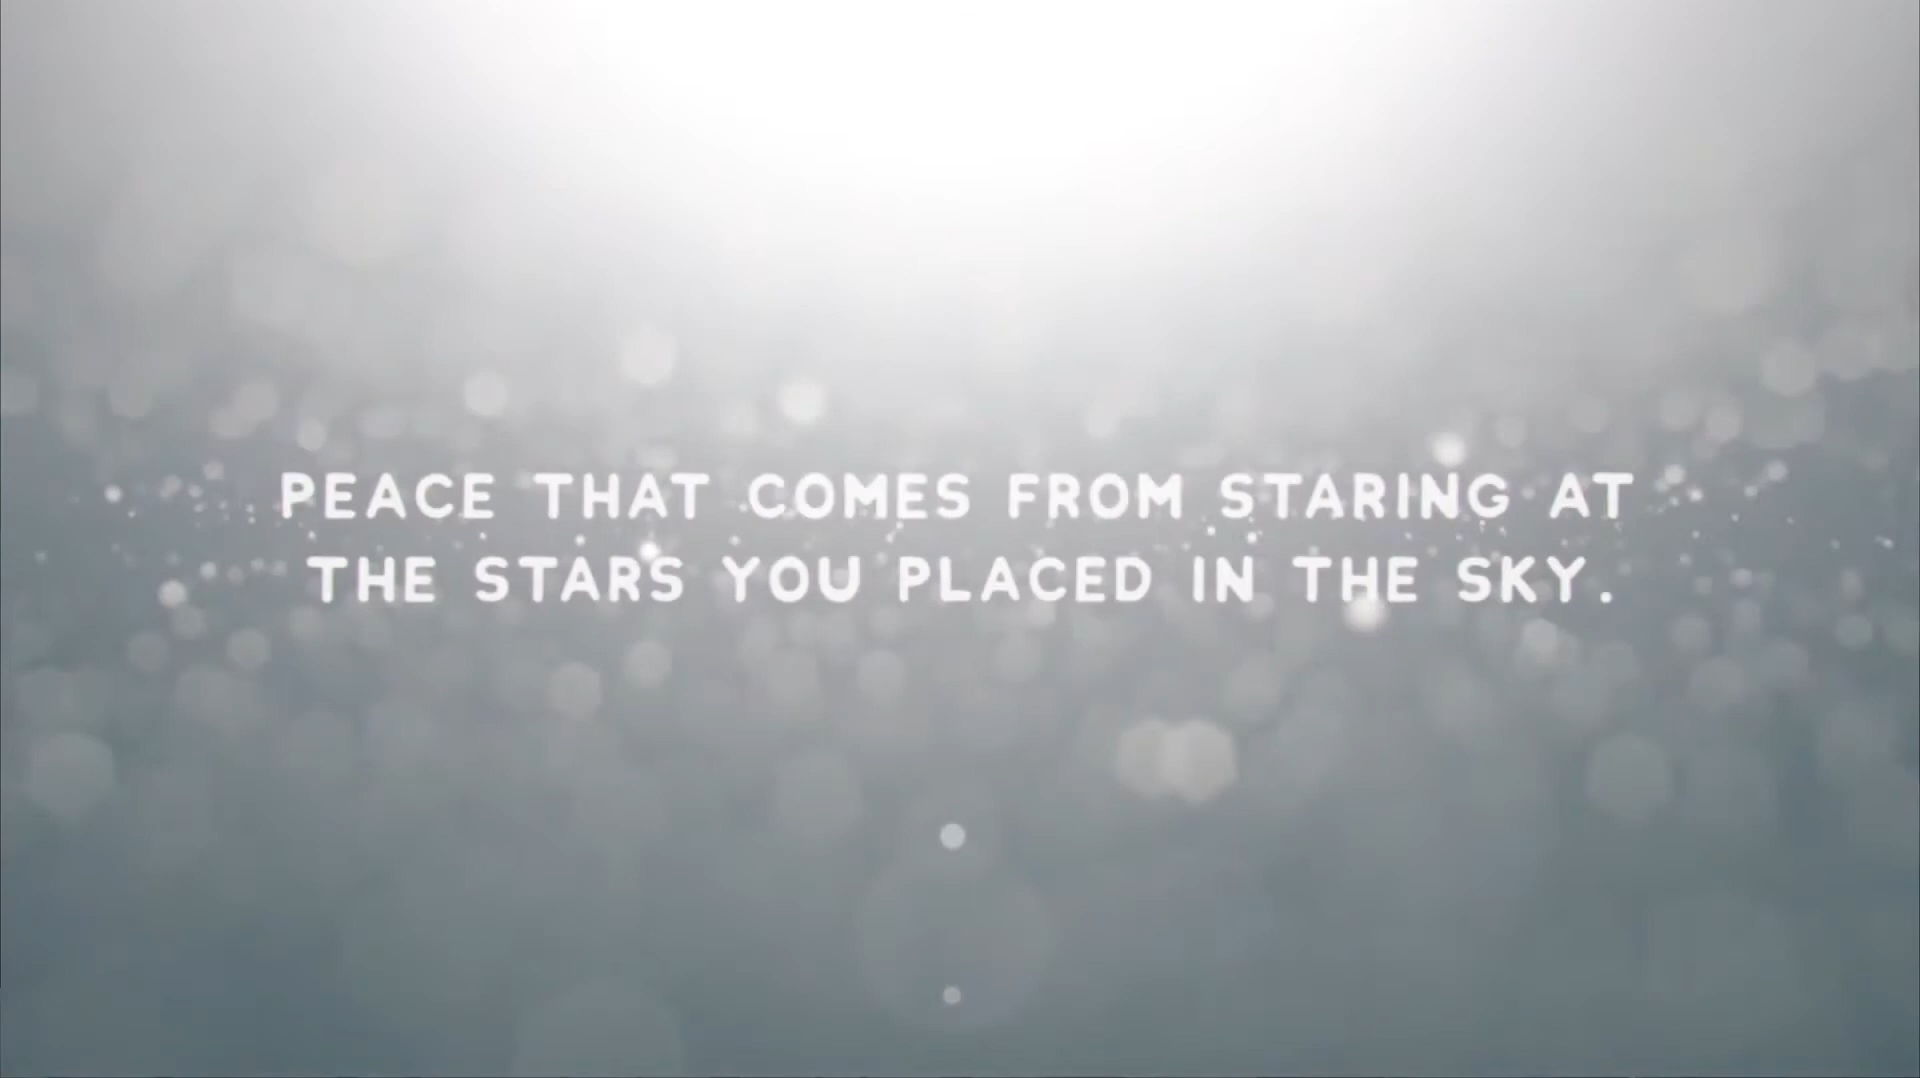 PEACE THAT COMES FROM STARING AT
THE STARS YOU PLACED IN THE SKY.